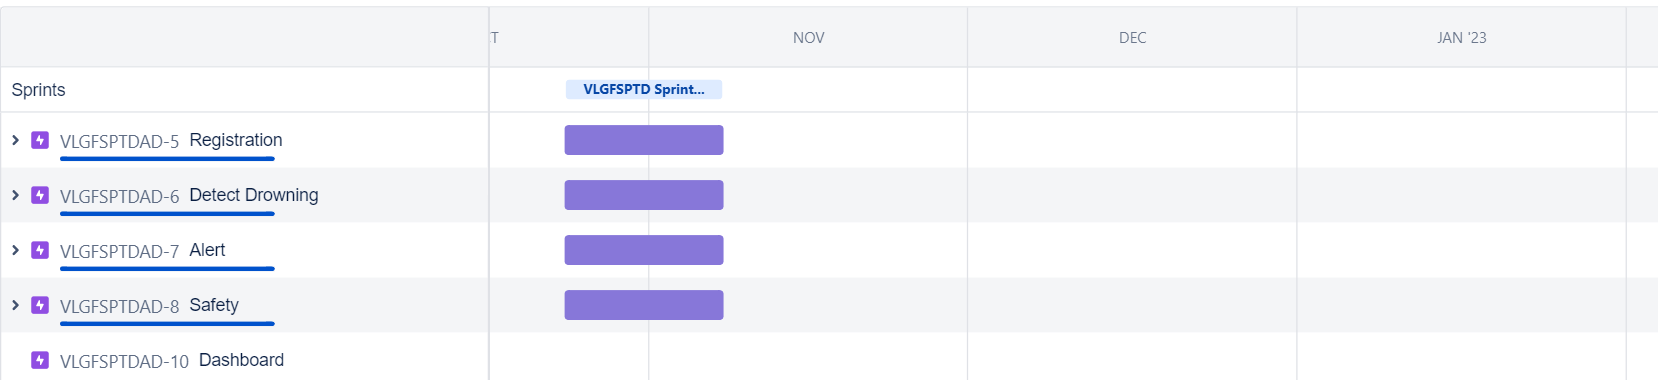 T NOV DEC JAN '23
Sprints VLGFSPTD Sprint...
VLGFSPTDAD-5 Registration
VLGFSPTDAD-6 Detect Drowning
VLGFSPTDAD-7 Alert
VLGFSPTDAD-8 Safety
VLGFSPTDAD-10 Dashboard